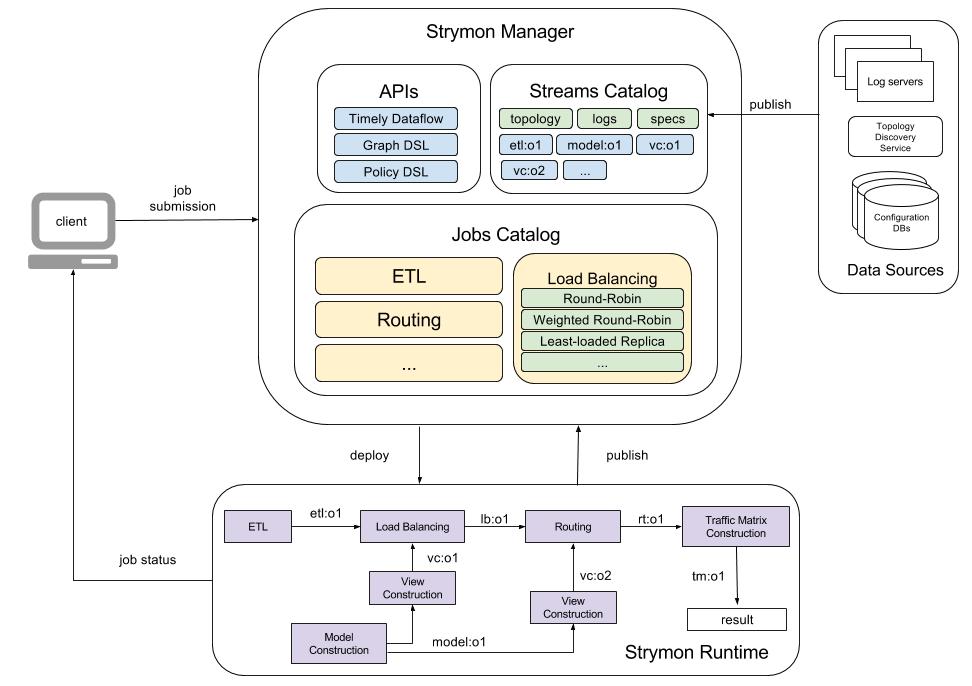 Strymon Manager
APIs
Timely Dataflow
Graph DSL
Policy DSL
Streams Catalog
topology
logs
specs
etl:o1
model:o1
vc:o1
vc:o2
...
publish
Log servers
Topology
Discovery
Service
Configuration
DBs
Data Sources
client
job
submission
Jobs Catalog
ETL
Routing
...
Load Balancing
Round-Robin
Weighted Round-Robin
Least-loaded Replica
...
deploy
publish
job status
ETL
etl:o1
Load Balancing
lb:o1
Routing
rt:o1
Traffic Matrix
Construction
vc:o1
View
Construction
vc:o2
View
Construction
tm:o1
result
Model
Construction
model:o1
Strymon Runtime